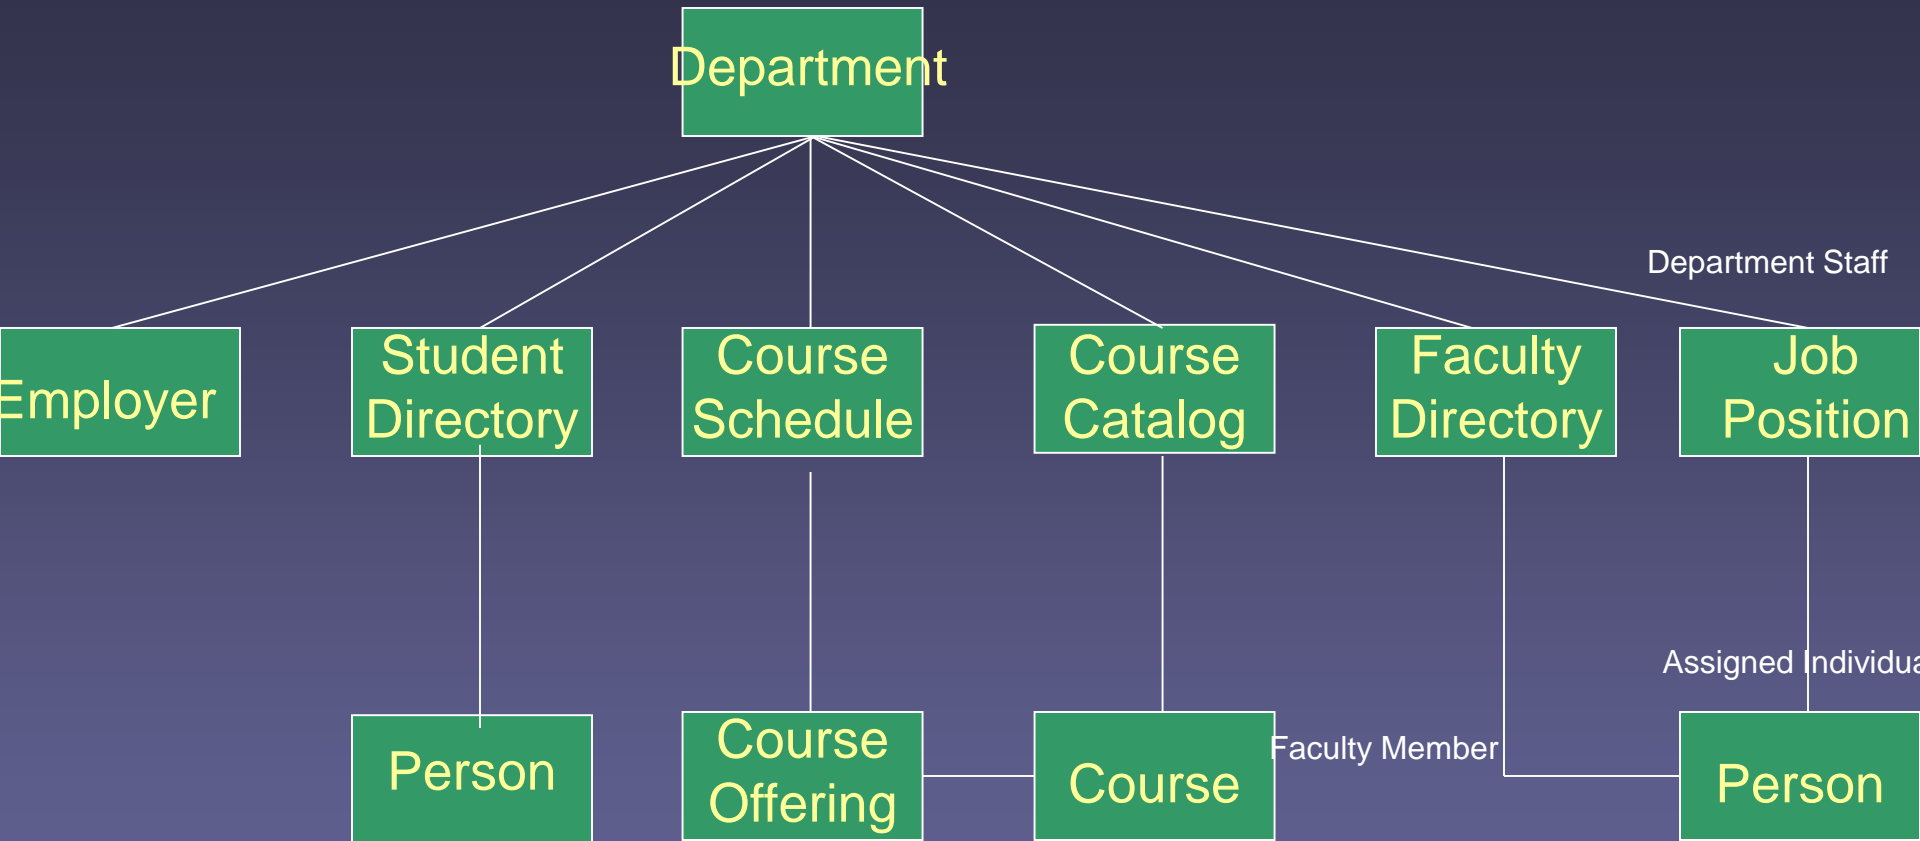 Department
Department Staff
Employer
Student
Directory
Course
Schedule
Course
Catalog
Faculty
Directory
Job
Position
Assigned Individua
Person
Course
Offering
Course
Faculty Member
Person